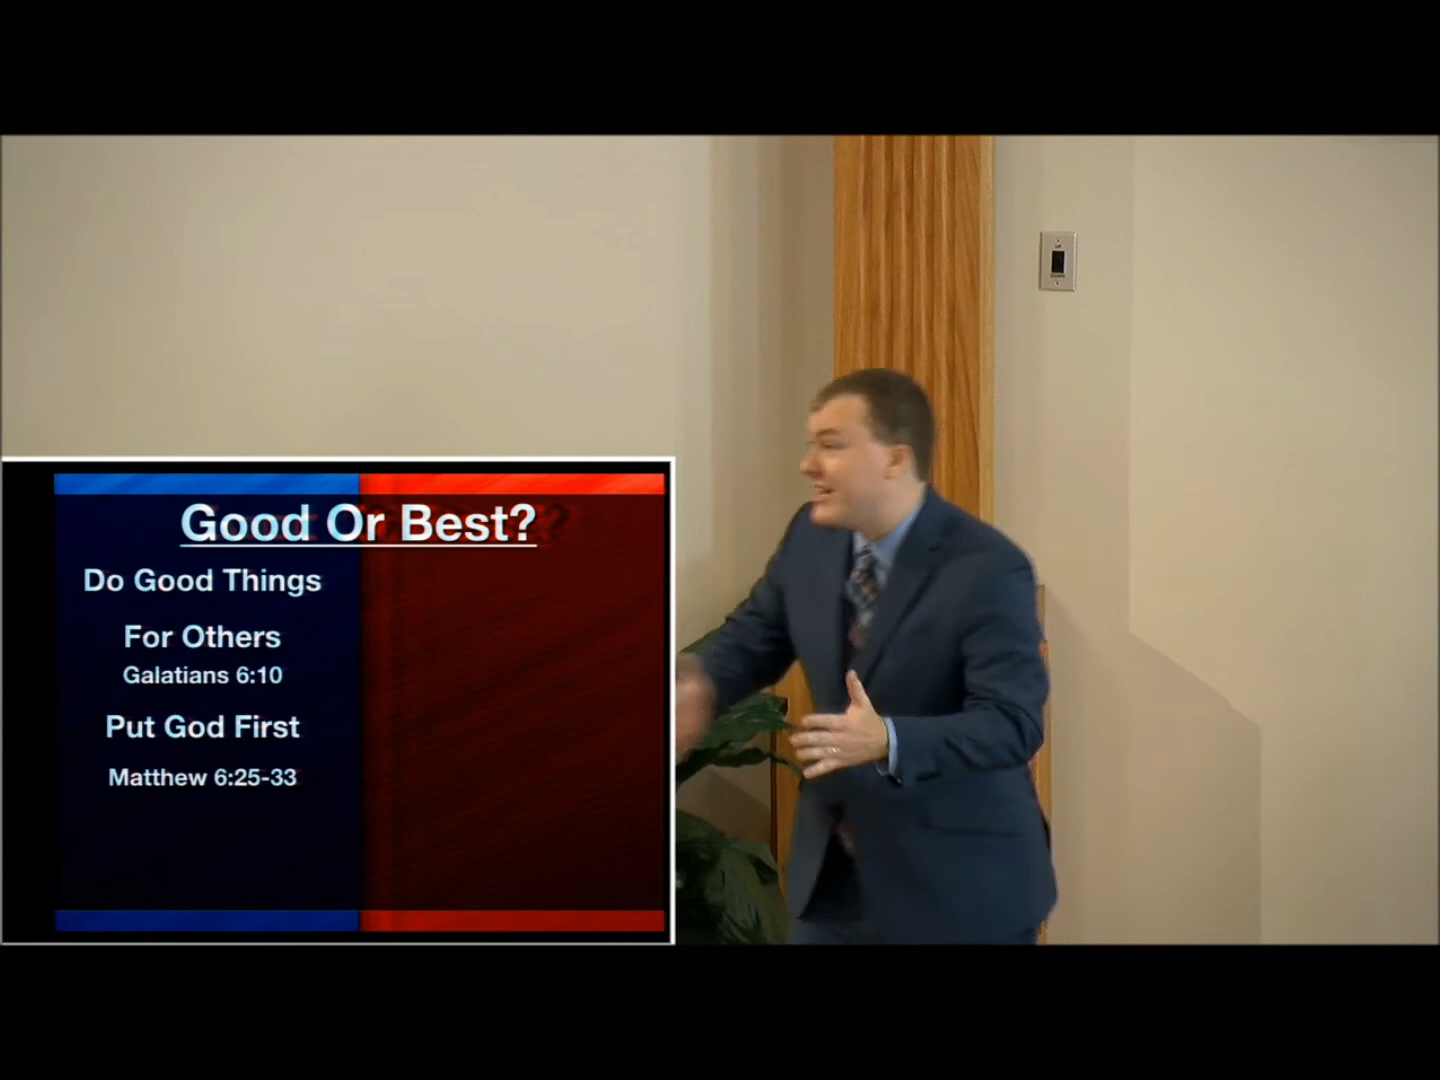 Good Or Best?
Do Good Things
For Others
Galatians 6:10
Put God First
Matthew 6:25-33